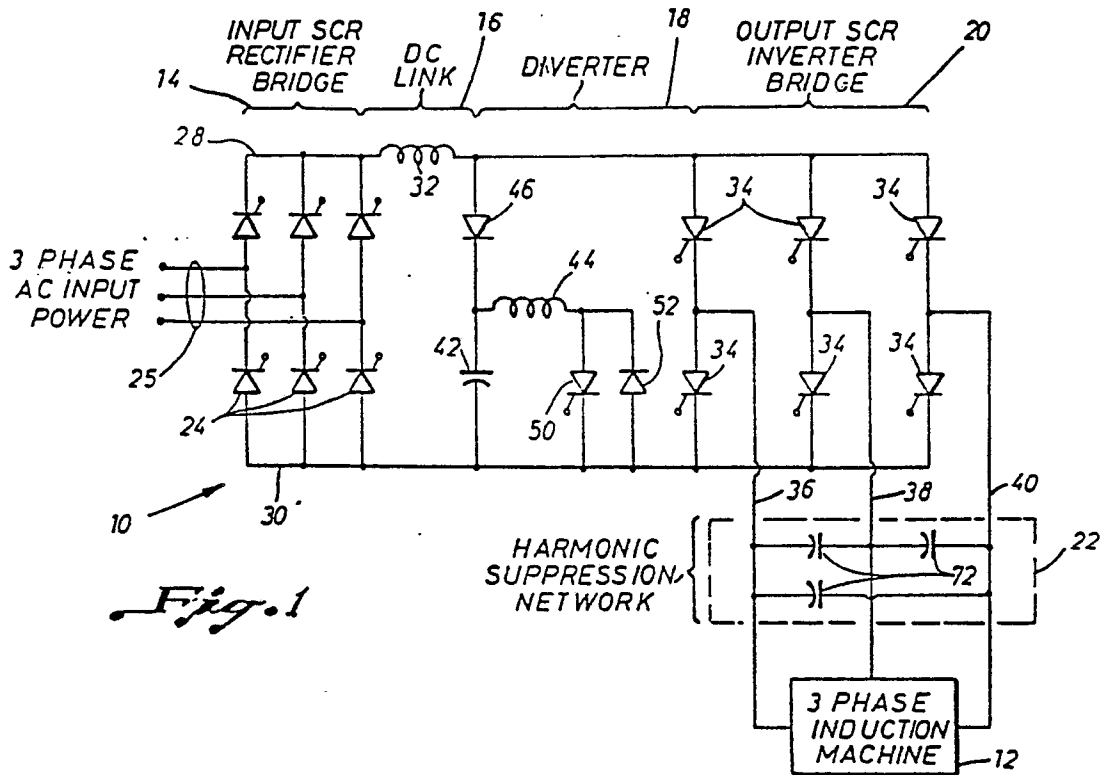 INPUT SCR
RECTIFIER
BRIDGE
14
DC
LINK
16
DIVERTER
18
OUTPUT SCR
INVERTER
BRIDGE
20
28
32
46
34
34
3 PHASE
AC INPUT
POWER
25
44
42
52
50
34
34
34
24
30
10
36
38
40
HARMONIC
SUPPRESSION
NETWORK
72
22
Fig. 1
3 PHASE
INDUCTION
MACHINE
12